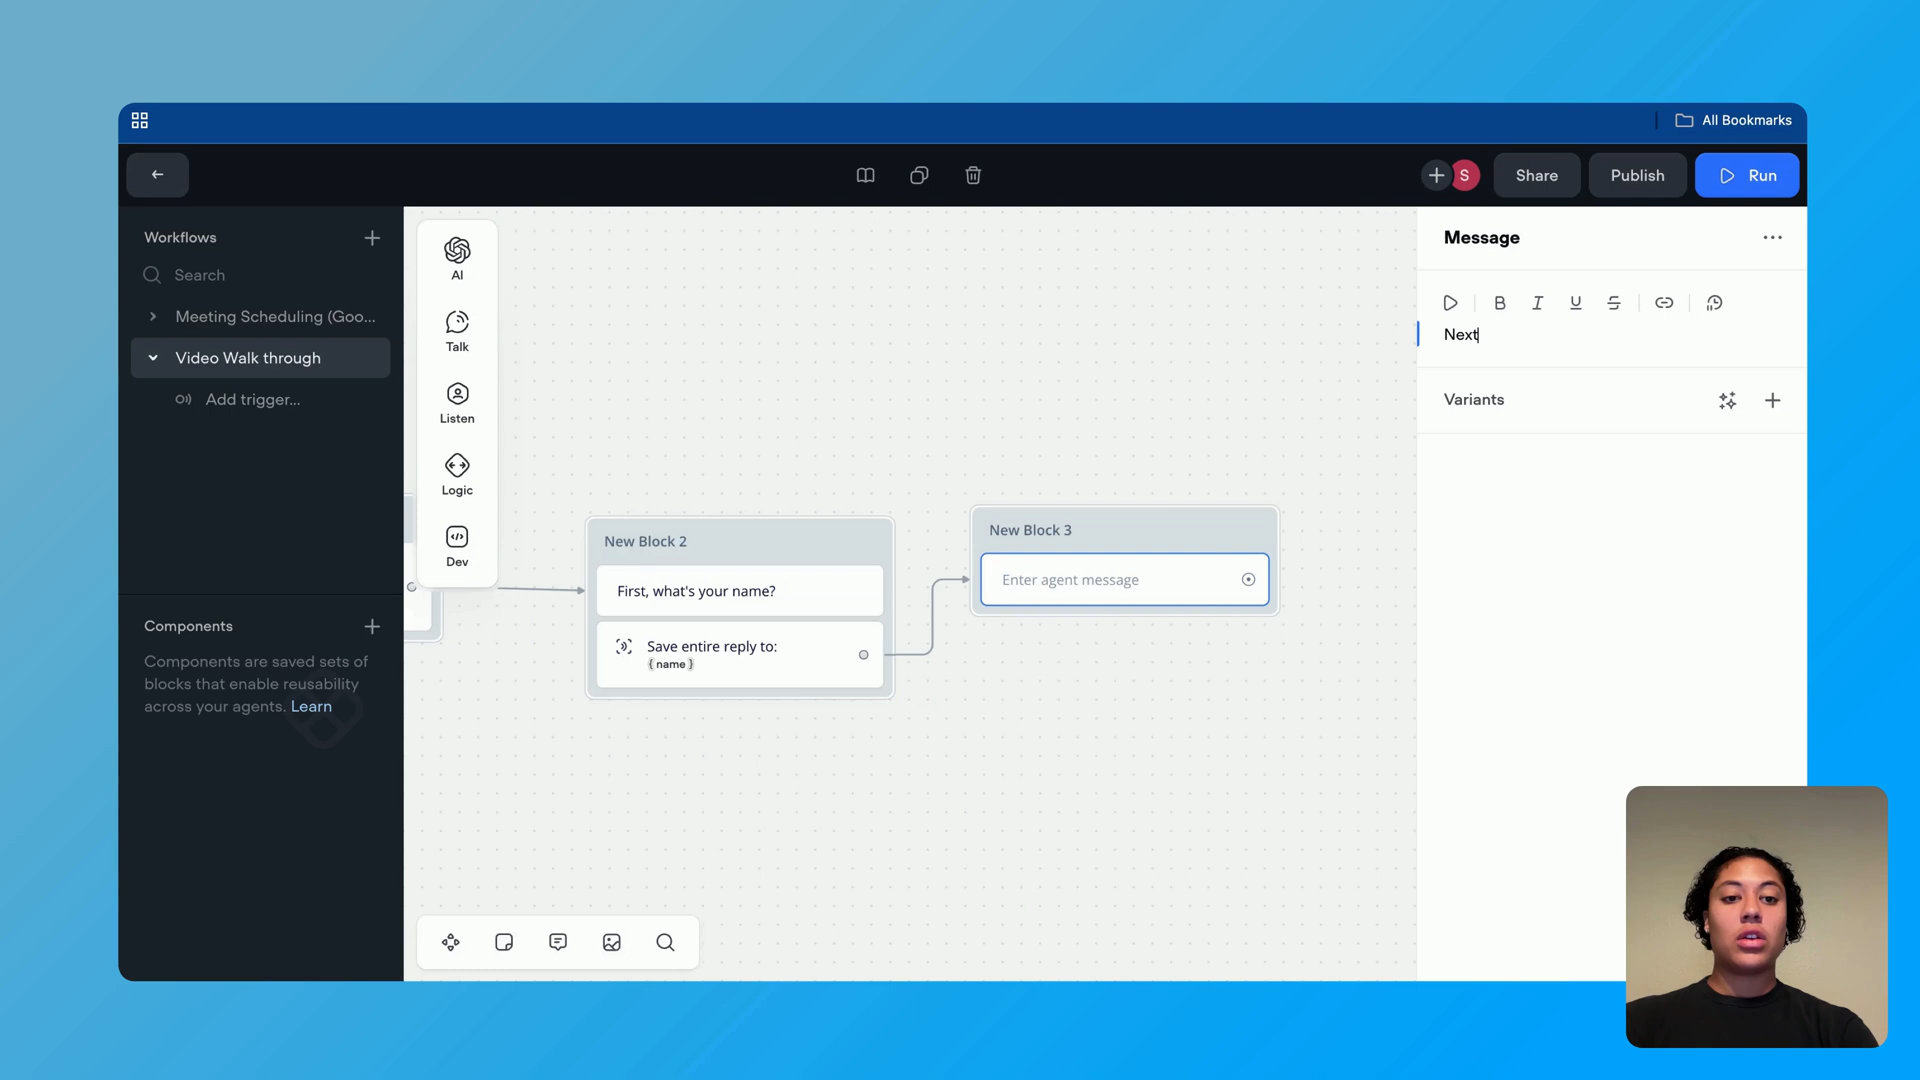 All Bookmarks
S
Share
Publish
Run
Workflows
Search
Meeting Scheduling (Goo...
Video Walk through
Add trigger...
Components
Components are saved sets of
blocks that enable reusability
across your agents. Learn
AI
Talk
Listen
Logic
Dev
New Block 2
First, what's your name?
Save entire reply to:
{ name }
New Block 3
Enter agent message
Message
B I U S
Next
Variants